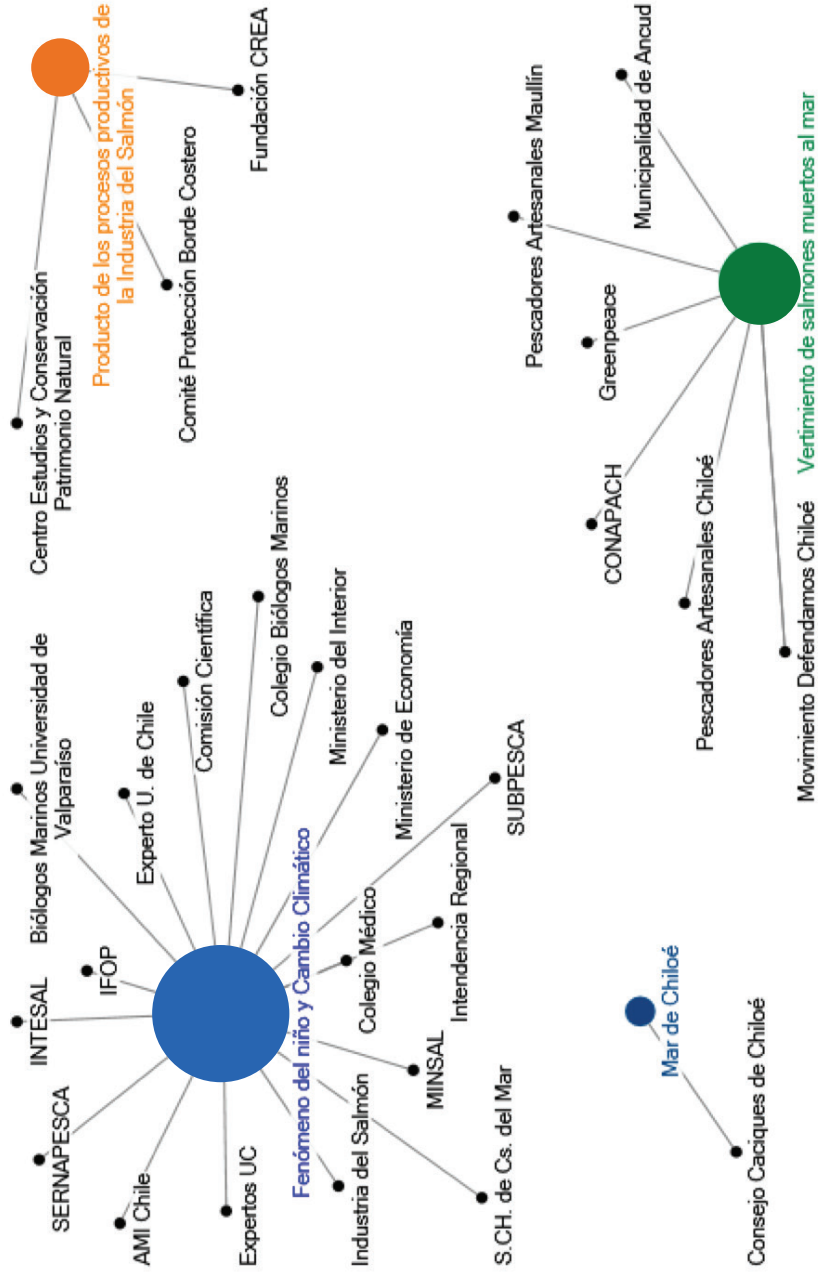 SERNAPESCA
INTESAL
Biólogos Marinos Universidad de
Valparaíso
IFOP
AMI Chile
Experto U. de Chile
Comisión Científica
Expertos UC
Colegio Biólogos Marinos
Fenómeno del niño y Cambio Climático
Ministerio del Interior
Industria del Salmón
Colegio Médico
Ministerio de Economía
MINSAL
Intendencia Regional
S.CH. de Cs. del Mar
SUBPESCA
Centro Estudios y Conservación
Patrimonio Natural
Producto de los procesos productivos de
la Industria del Salmón
Comité Protección Borde Costero
Fundación CREA
Mar de Chiloé
Consejo Caciques de Chiloé
Pescadores Artesanales Maullín
Greenpeace
Municipalidad de Ancud
CONAPACH
Pescadores Artesanales Chiloé
Movimiento Defendamos Chiloé
Vertimiento de salmones muertos al mar